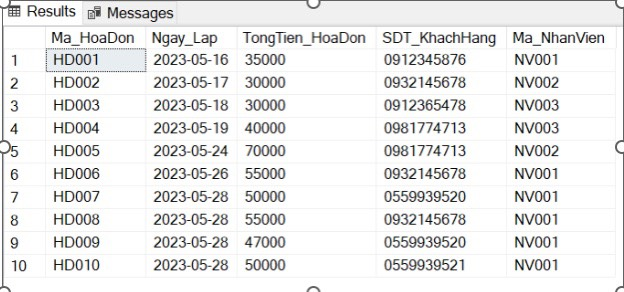 Results Messages
Ma_HoaDon Ngay_Lap TongTien_HoaDon SDT_KhachHang Ma_NhanVien
1 HD001 2023-05-16 35000 0912345876 NV001
2 HD002 2023-05-17 30000 0932145678 NV002
3 HD003 2023-05-18 30000 0912365478 NV003
4 HD004 2023-05-19 40000 0981774713 NV003
5 HD005 2023-05-24 70000 0981774713 NV002
6 HD006 2023-05-26 55000 0932145678 NV001
7 HD007 2023-05-28 50000 0559939520 NV001
8 HD008 2023-05-28 55000 0932145678 NV001
9 HD009 2023-05-28 47000 0559939520 NV001
10 HD010 2023-05-28 50000 0559939521 NV001